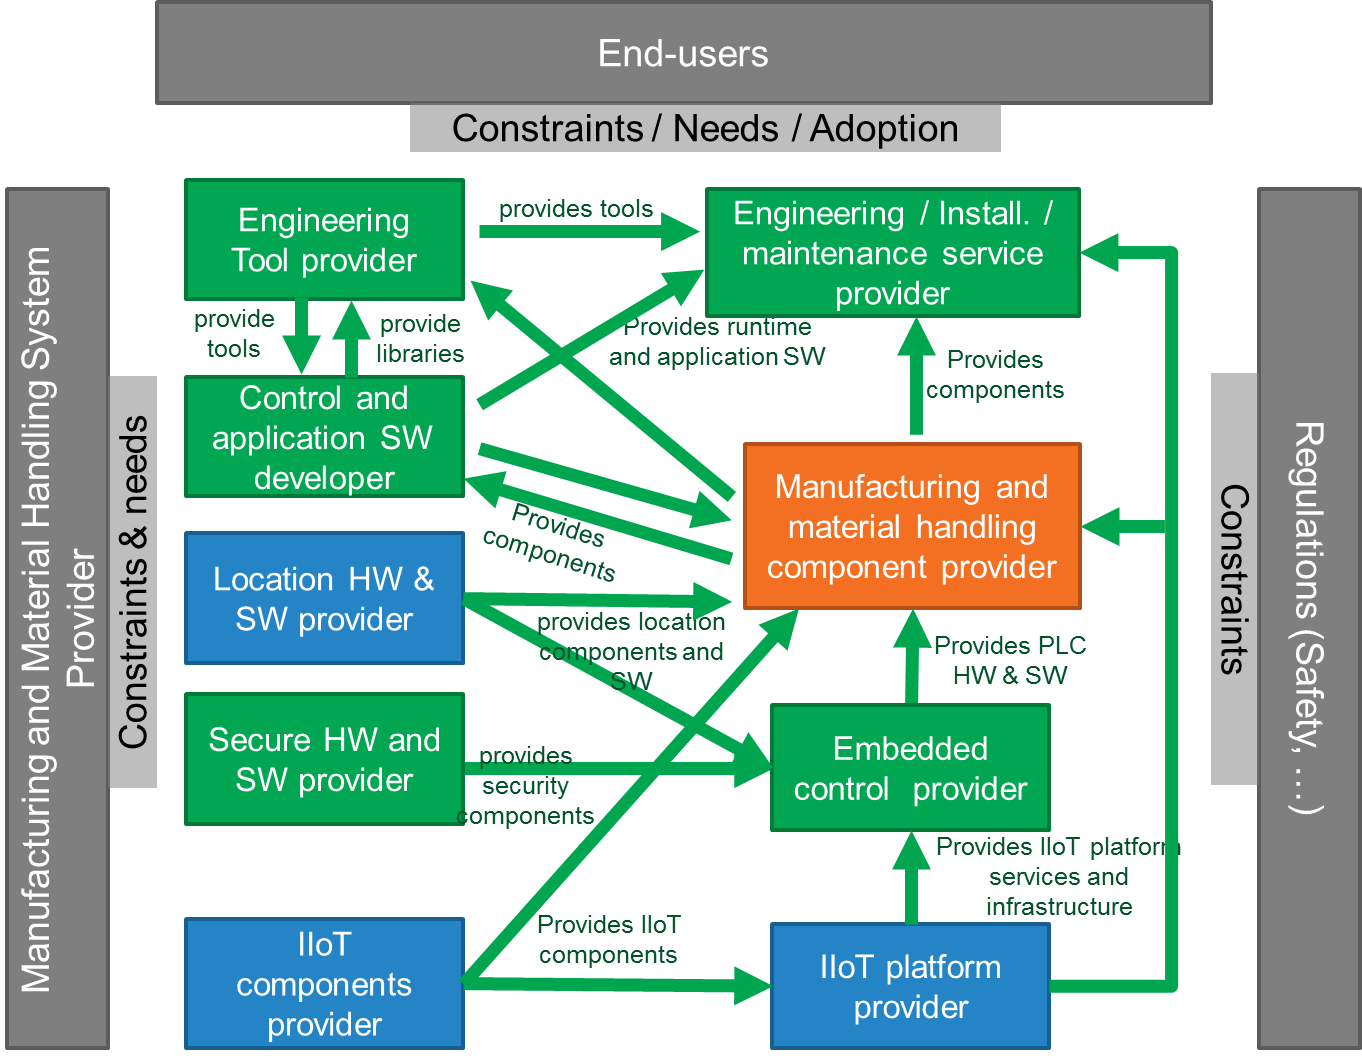 End-users
Constraints / Needs / Adoption
Manufacturing and Material Handling System
Provider
Constraints & needs
Engineering
Tool provider
provides tools
Engineering / Install. /
maintenance service
provider
provide
tools
provide
libraries
Provides runtime
and application SW
Provides
components
Control and
application SW
developer
Provides
components
Manufacturing and
material handling
component provider
Location HW &
SW provider
provides location
components and
SW
Provides PLC
HW & SW
Secure HW and
SW provider
provides
security
components
Embedded
control provider
Provides IIoT platform
services and
infrastructure
IIoT
components
provider
Provides IIoT
components
IIoT platform
provider
Constraints
Regulations (Safety, …)